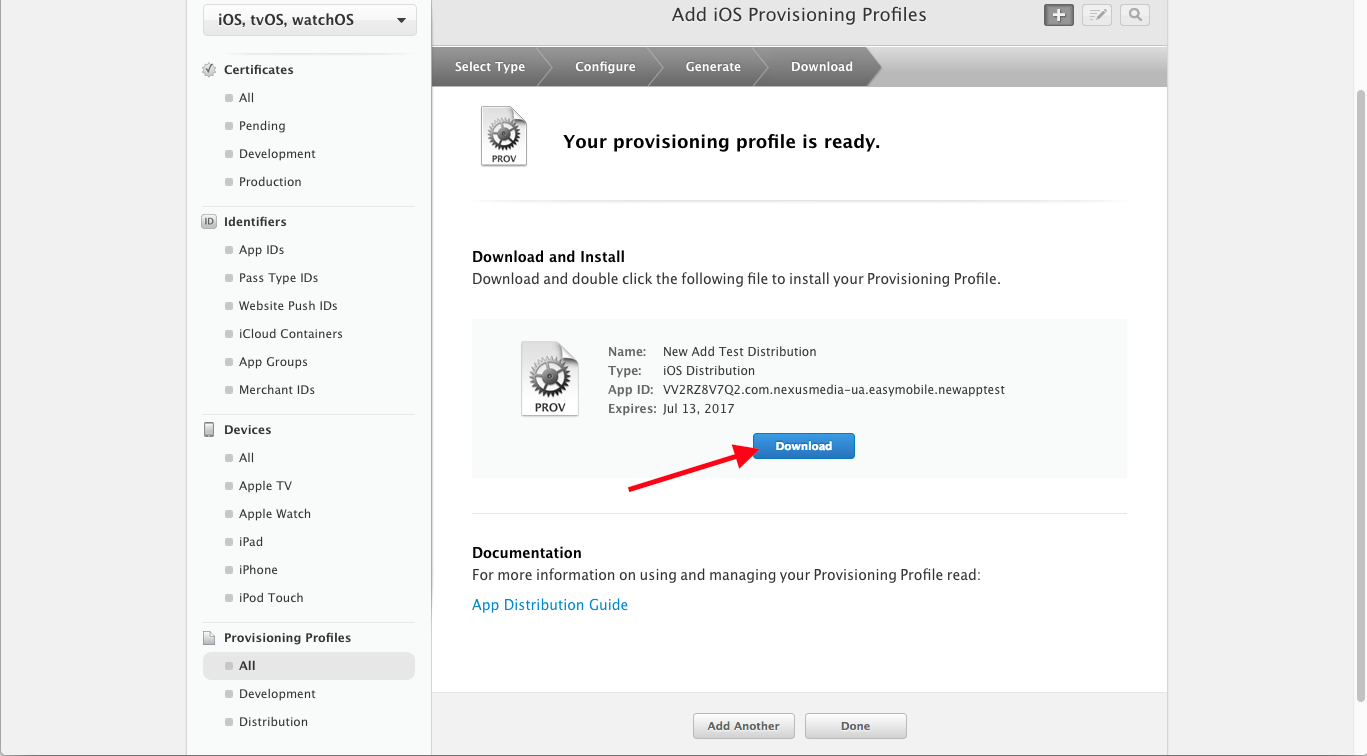 iOS, tvOS, watchOS
Add iOS Provisioning Profiles
Certificates
All
Pending
Development
Production
ID Identifiers
App IDs
Pass Type IDs
Website Push IDs
iCloud Containers
App Groups
Merchant IDs
Devices
All
Apple TV
Apple Watch
iPad
iPhone
iPod Touch
Provisioning Profiles
All
Development
Distribution
Select Type Configure Generate Download
PROV
Your provisioning profile is ready.
Download and Install
Download and double click the following file to install your Provisioning Profile.
PROV
Name: New Add Test Distribution
Type: iOS Distribution
App ID: VV2RZ8V7Q2.com.nexusmedia-ua.easymobile.newapptest
Expires: Jul 13, 2017
Download
Documentation
For more information on using and managing your Provisioning Profile read:
App Distribution Guide
Add Another Done